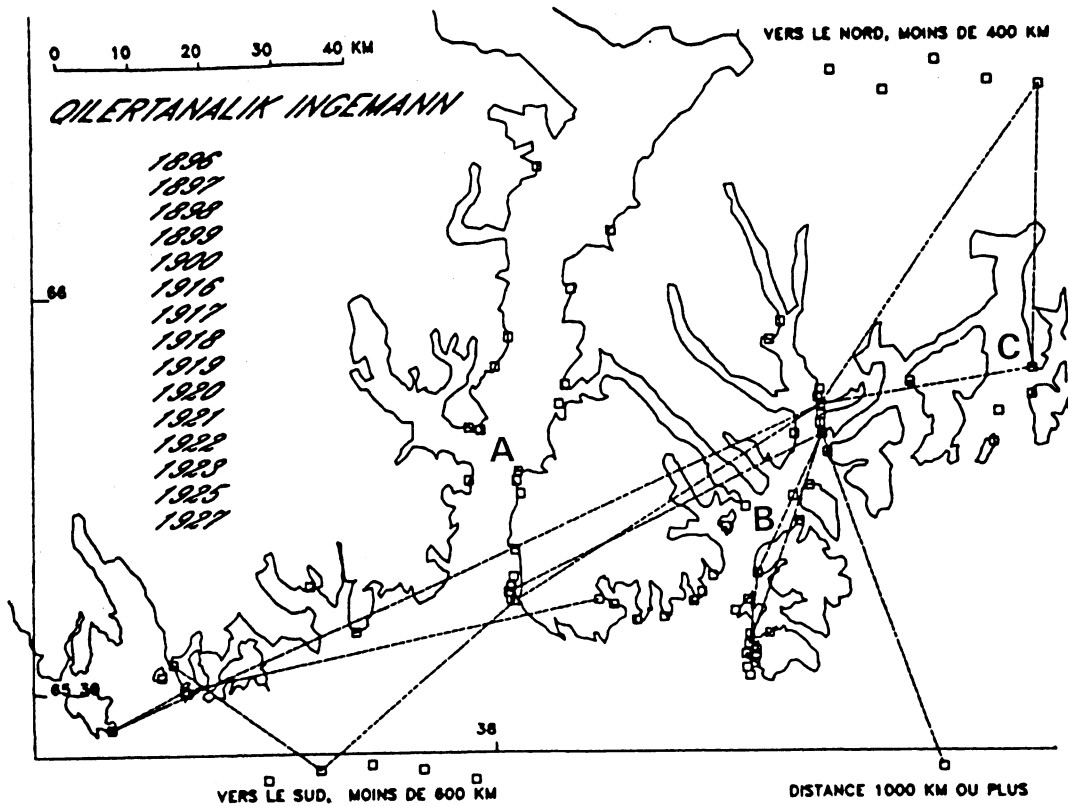 VERS LE NORD, MOINS DE 400 KM
0 10 20 30 40 KM
QILERTANALIK INGEMANN
1896
1897
1898
1899
1900
1916
1917
1918
1919
1920
1921
1922
1923
1925
1927
66
C
A
B
65 30
38
VERS LE SUD, MOINS DE 600 KM
DISTANCE 1000 KM OU PLUS